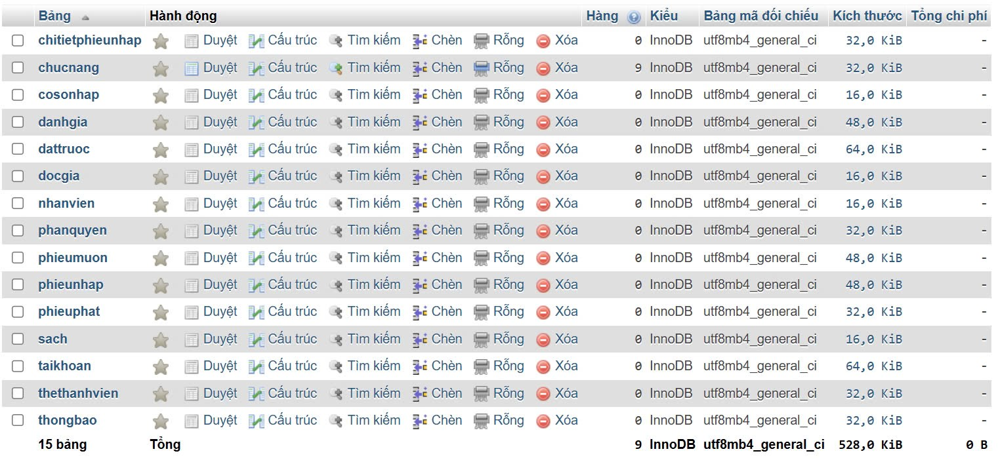 Bảng Hành động Hàng Kiểu Bảng mã đối chiếu Kích thước Tổng chi phí
chitietphieunhap Duyệt Cấu trúc Tìm kiếm Chèn Rỗng Xóa 0 InnoDB utf8mb4_general_ci 32,0 KiB -
chucnang Duyệt Cấu trúc Tìm kiếm Chèn Rỗng Xóa 9 InnoDB utf8mb4_general_ci 32,0 KiB -
cosonhap Duyệt Cấu trúc Tìm kiếm Chèn Rỗng Xóa 0 InnoDB utf8mb4_general_ci 16,0 KiB -
danhgia Duyệt Cấu trúc Tìm kiếm Chèn Rỗng Xóa 0 InnoDB utf8mb4_general_ci 48,0 KiB -
dattruoc Duyệt Cấu trúc Tìm kiếm Chèn Rỗng Xóa 0 InnoDB utf8mb4_general_ci 64,0 KiB -
docgia Duyệt Cấu trúc Tìm kiếm Chèn Rỗng Xóa 0 InnoDB utf8mb4_general_ci 16,0 KiB -
nhanvien Duyệt Cấu trúc Tìm kiếm Chèn Rỗng Xóa 0 InnoDB utf8mb4_general_ci 16,0 KiB -
phanquyen Duyệt Cấu trúc Tìm kiếm Chèn Rỗng Xóa 0 InnoDB utf8mb4_general_ci 32,0 KiB -
phieumuon Duyệt Cấu trúc Tìm kiếm Chèn Rỗng Xóa 0 InnoDB utf8mb4_general_ci 48,0 KiB -
phieunhap Duyệt Cấu trúc Tìm kiếm Chèn Rỗng Xóa 0 InnoDB utf8mb4_general_ci 48,0 KiB -
phieuphat Duyệt Cấu trúc Tìm kiếm Chèn Rỗng Xóa 0 InnoDB utf8mb4_general_ci 32,0 KiB -
sach Duyệt Cấu trúc Tìm kiếm Chèn Rỗng Xóa 0 InnoDB utf8mb4_general_ci 16,0 KiB -
taikhoan Duyệt Cấu trúc Tìm kiếm Chèn Rỗng Xóa 0 InnoDB utf8mb4_general_ci 64,0 KiB -
thethanhvien Duyệt Cấu trúc Tìm kiếm Chèn Rỗng Xóa 0 InnoDB utf8mb4_general_ci 32,0 KiB -
thongbao Duyệt Cấu trúc Tìm kiếm Chèn Rỗng Xóa 0 InnoDB utf8mb4_general_ci 32,0 KiB -
15 bảng Tổng 9 InnoDB utf8mb4_general_ci 528,0 KiB 0 B